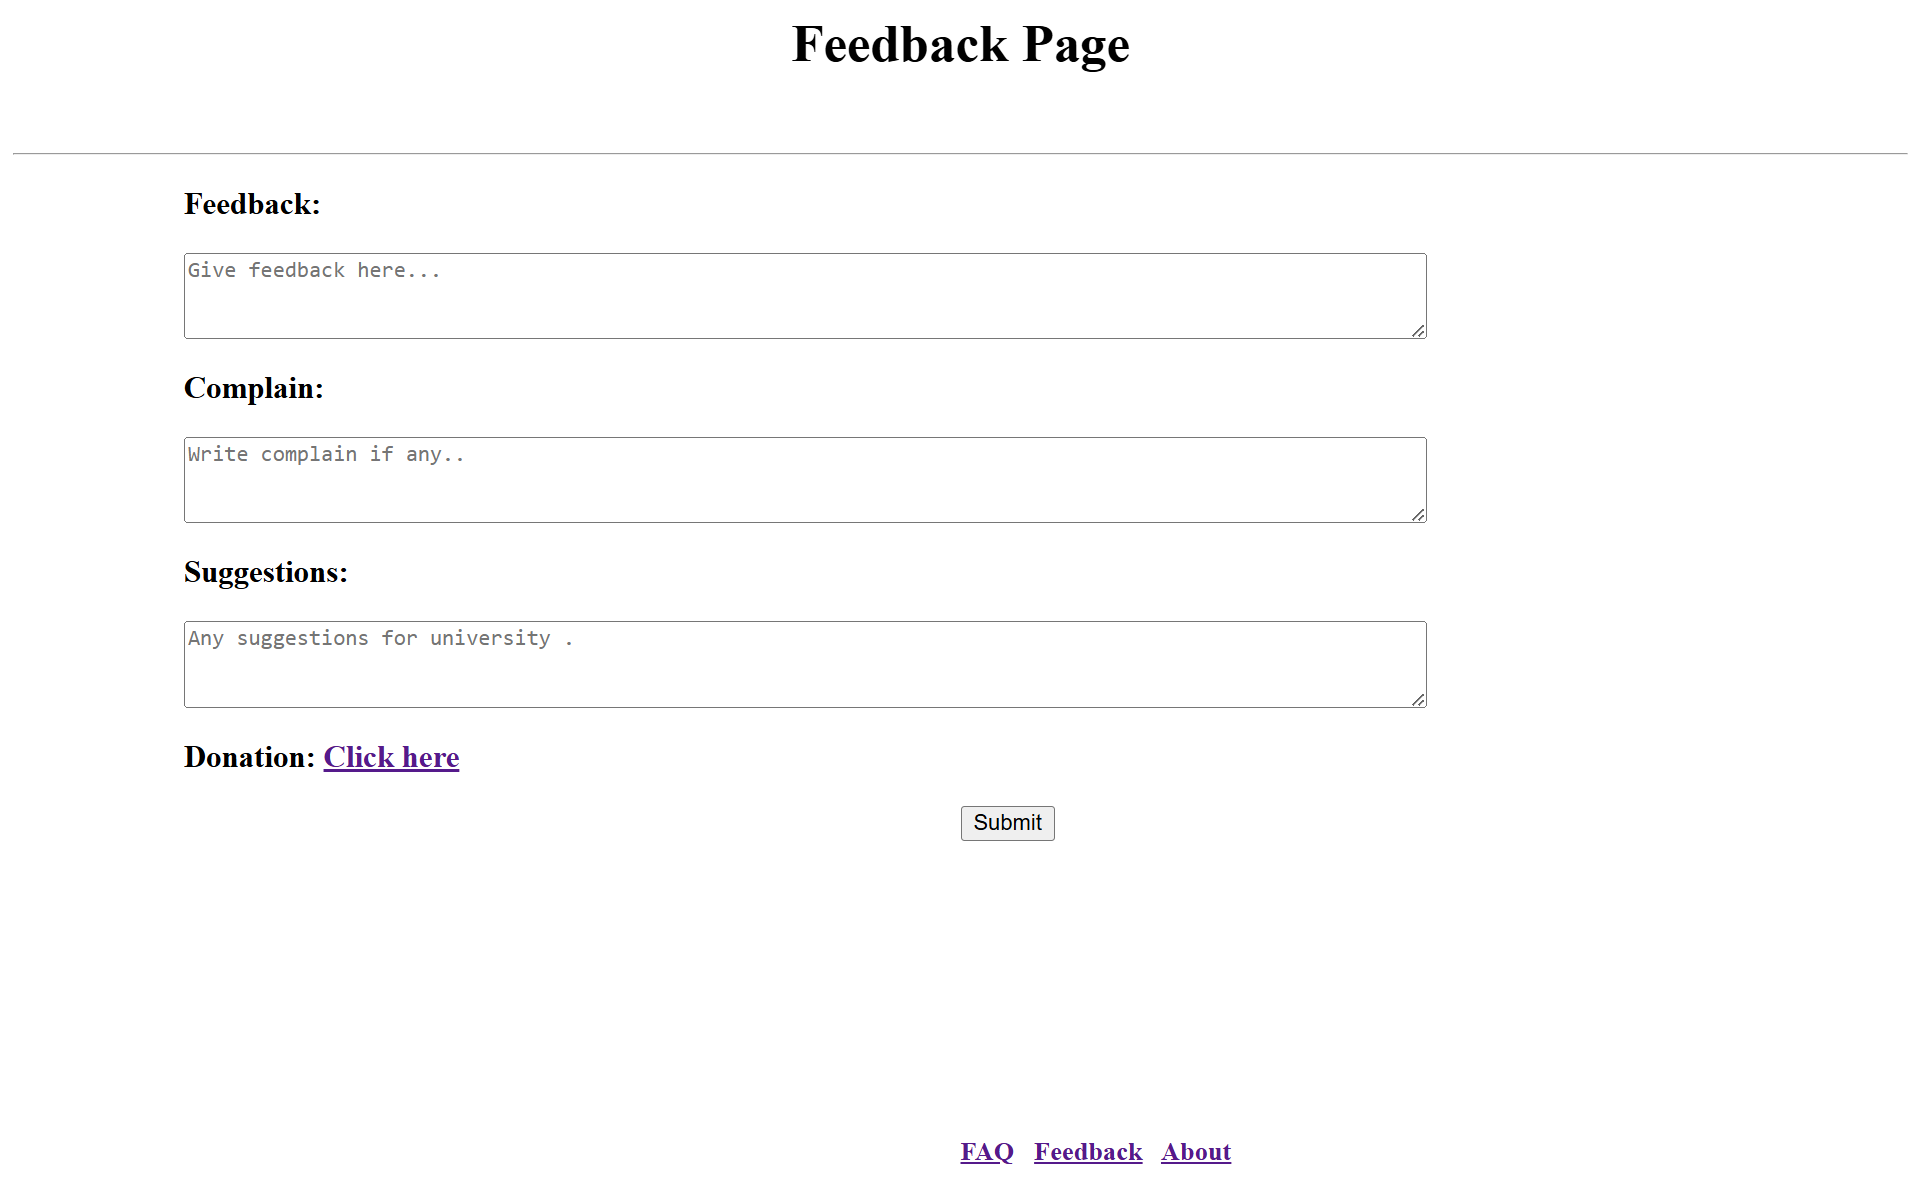 Feedback Page
Feedback:
Give feedback here...
Complain:
Write complain if any..
Suggestions:
Any suggestions for university .
Donation: Click here
Submit
FAQ Feedback About